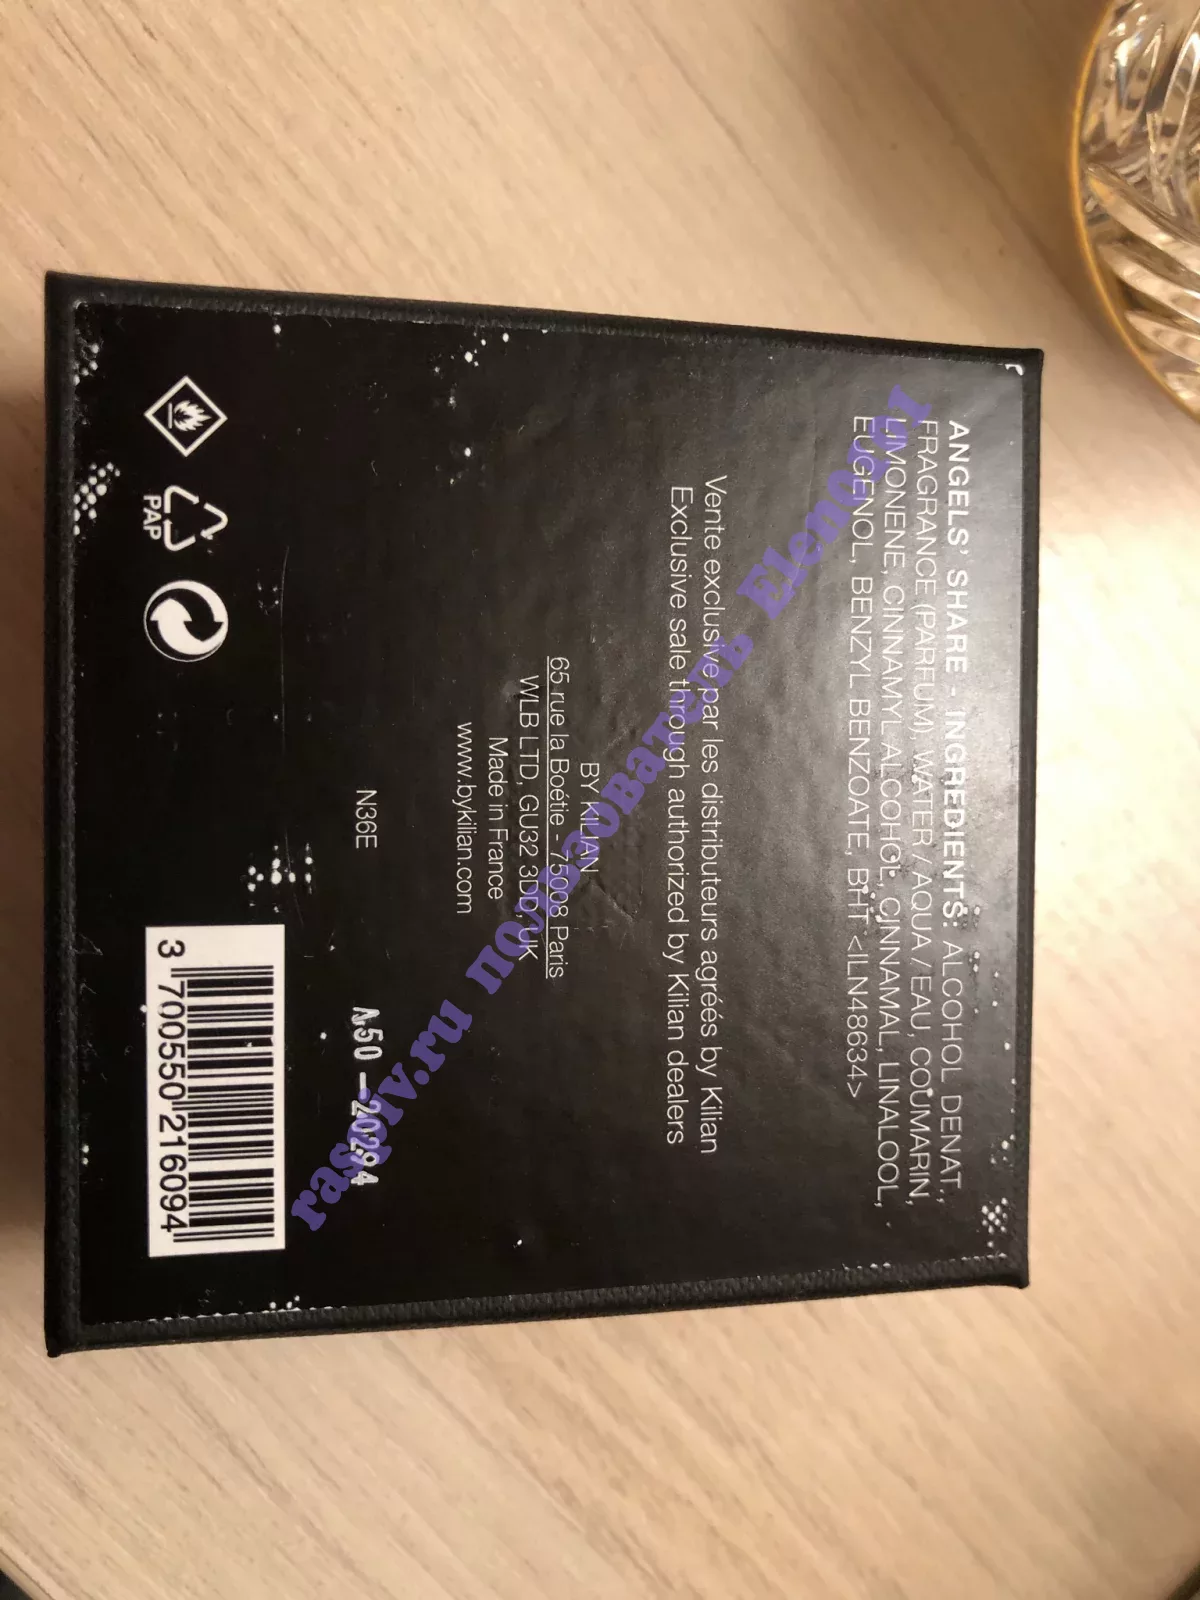 ANGELS' SHARE - INGREDIENTS: ALCOHOL DENAT.,
FRAGRANCE (PARFUM), WATER / AQUA / EAU, COUMARIN,
LIMONENE, CINNAMYL ALCOHOL, CINNAMAL, LINALOOL,
EUGENOL, BENZYL BENZOATE, BHT <ILN48634>
Vente exclusive par les distributeurs agréés by Kilian
Exclusive sale through authorized by Kilian dealers
BY KILIAN
65 rue la Boétie - 75008 Paris
WLB LTD, GU32 3DD, UK
Made in France
www.bykilian.com
N36E
A50 - 20294
PAP
3 700550 216094
raspiv.ru пользователь Elenorti